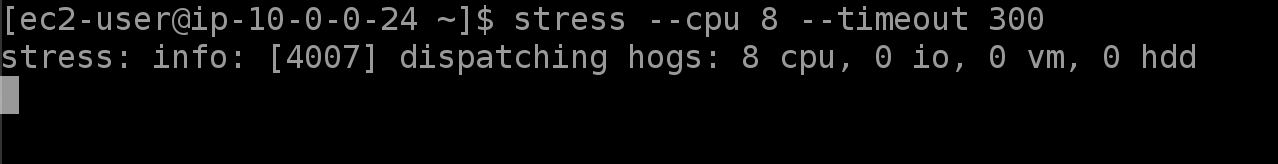 [ec2-user@ip-10-0-0-24 ~]$ stress --cpu 8 --timeout 300
stress: info: [4007] dispatching hogs: 8 cpu, 0 io, 0 vm, 0 hdd